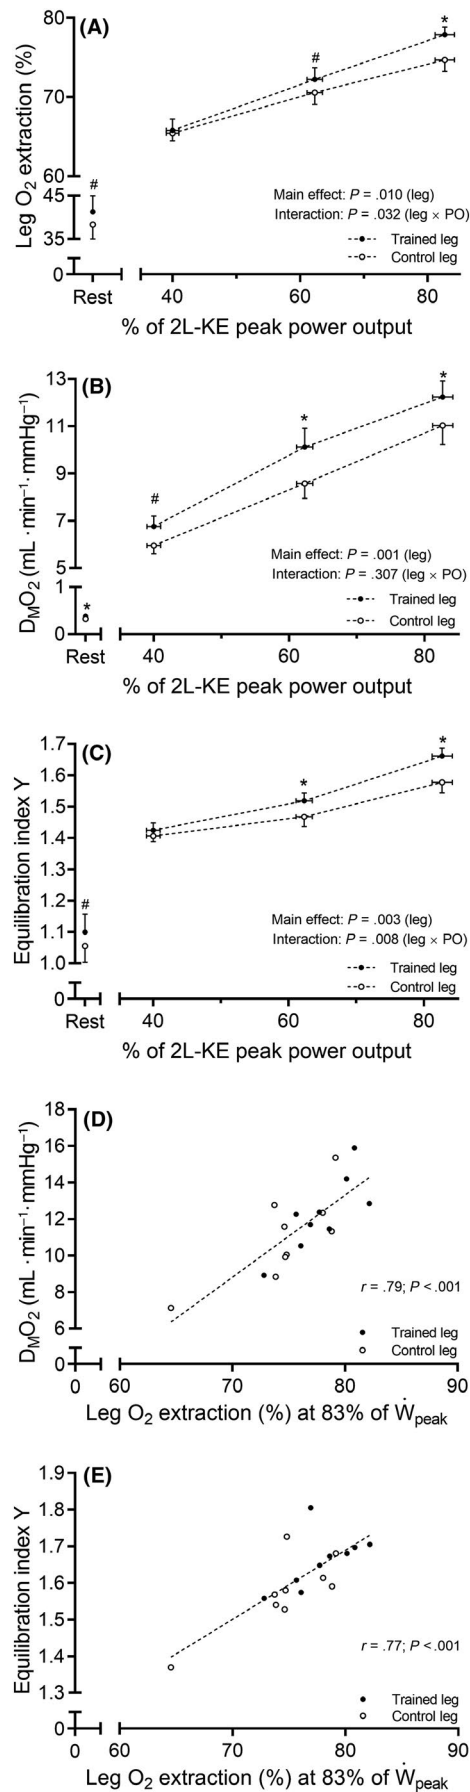 (A)
Leg O₂ extraction (%)
80
70
60
45
35
0
#
#
*
Main effect: P = .010 (leg)
Interaction: P = .032 (leg × PO)
Trained leg
Control leg
Rest
40
60
80
% of 2L-KE peak power output
(B)
DMO₂ (mL ·min⁻¹·mmHg⁻¹)
13
11
9
7
5
1
0
*
#
*
*
Main effect: P = .001 (leg)
Interaction: P = .307 (leg × PO)
Trained leg
Control leg
Rest
40
60
80
% of 2L-KE peak power output
(C)
Equilibration index Y
1.7
1.6
1.5
1.4
1.3
1.2
1.1
1.0
0
#
*
*
Main effect: P = .003 (leg)
Interaction: P = .008 (leg × PO)
Trained leg
Control leg
Rest
40
60
80
% of 2L-KE peak power output
(D)
DMO₂ (mL ·min⁻¹·mmHg⁻¹)
18
16
14
12
10
8
6
0
r = .79; P < .001
Trained leg
Control leg
0
60
70
80
90
Leg O₂ extraction (%) at 83% of Ẇpeak
(E)
Equilibration index Y
1.9
1.8
1.7
1.6
1.5
1.4
1.3
0
r = .77; P < .001
Trained leg
Control leg
0
60
70
80
90
Leg O₂ extraction (%) at 83% of Ẇpeak